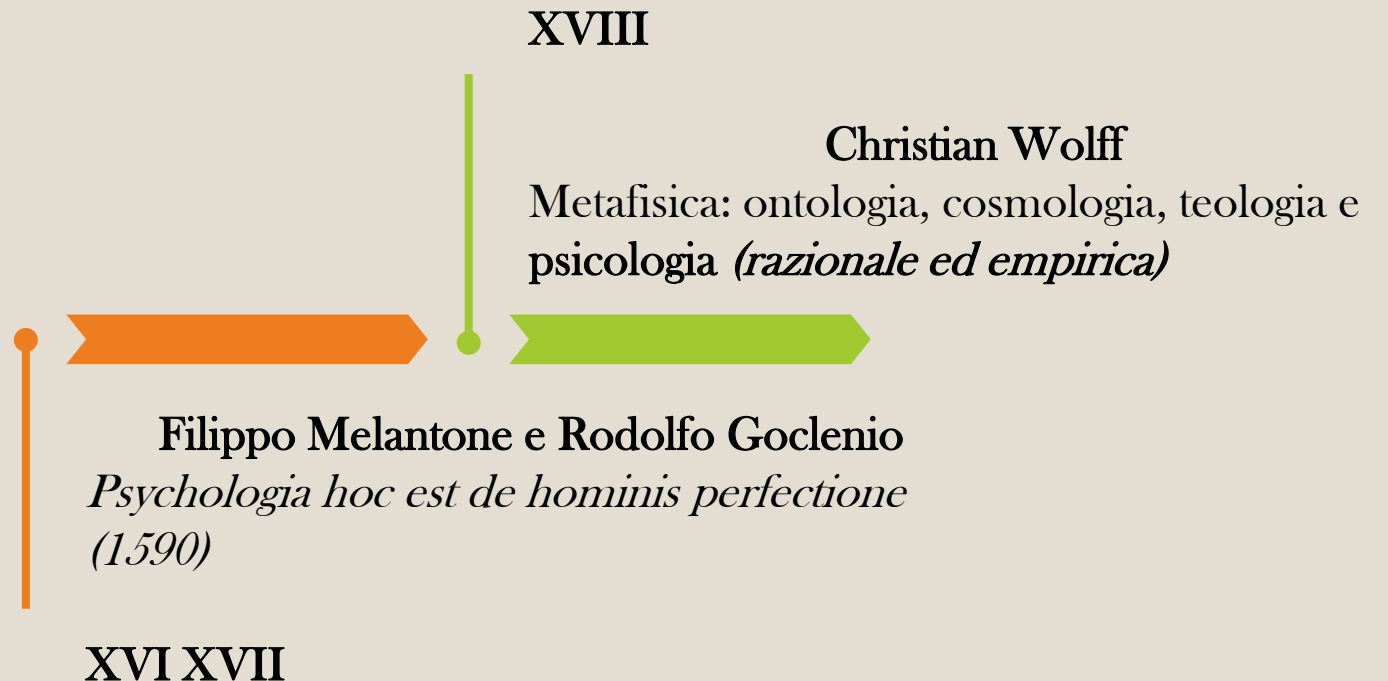 XVIII
Christian Wolff
Metafisica: ontologia, cosmologia, teologia e
psicologia (razionale ed empirica)
Filippo Melantone e Rodolfo Goclenio
Psychologia hoc est de hominis perfectione
(1590)
XVI XVII